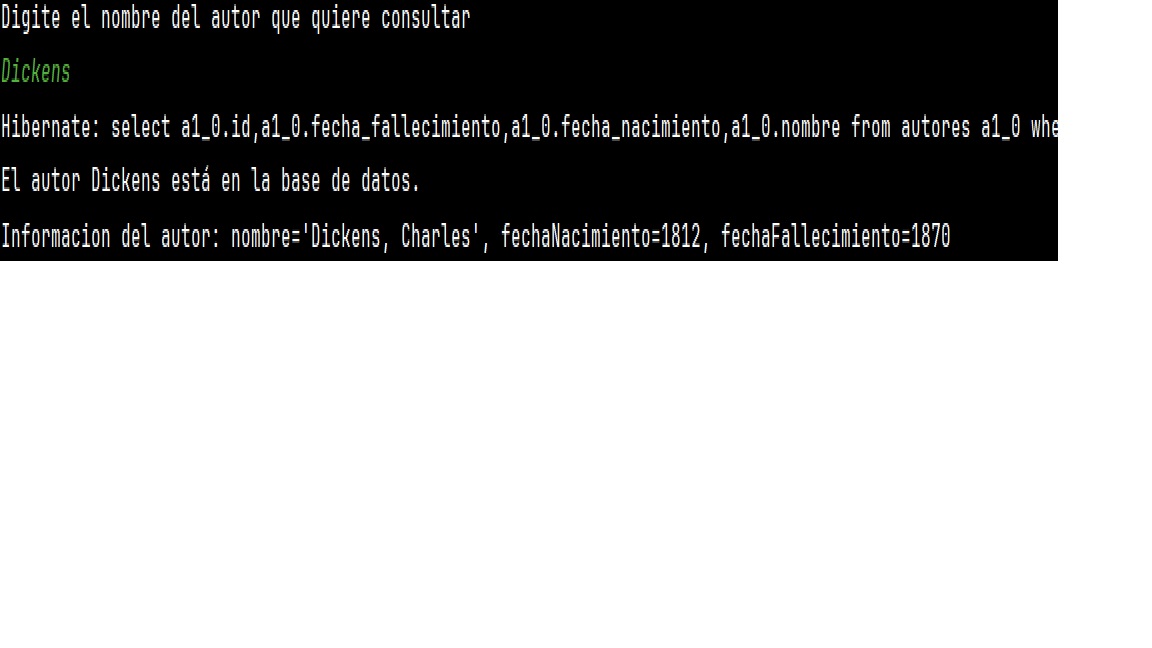 Digite el nombre del autor que quiere consultar
Dickens
Hibernate: select a1_0.id,a1_0.fecha_fallecimiento,a1_0.fecha_nacimiento,a1_0.nombre from autores a1_0 whe
El autor Dickens está en la base de datos.
Informacion del autor: nombre='Dickens, Charles', fechaNacimiento=1812, fechaFallecimiento=1870